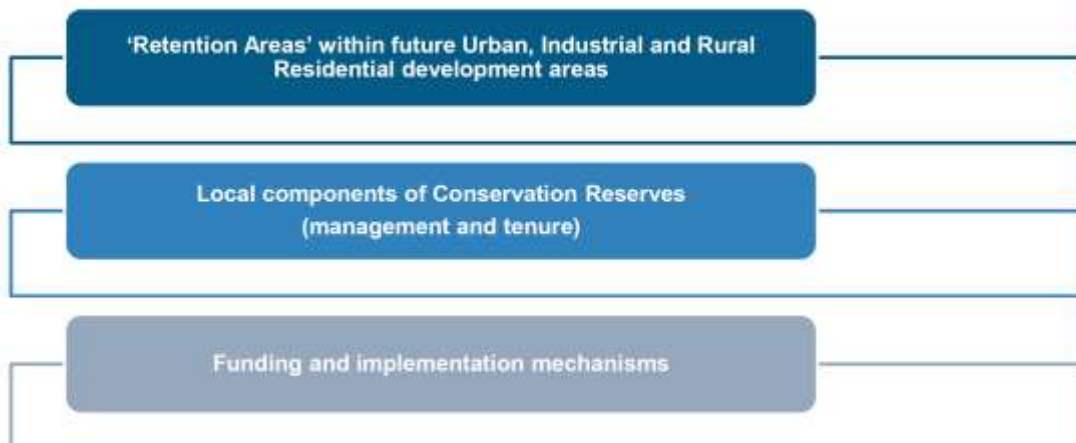 ‘Retention Areas’ within future Urban, Industrial and Rural
Residential development areas
Local components of Conservation Reserves
(management and tenure)
Funding and implementation mechanisms